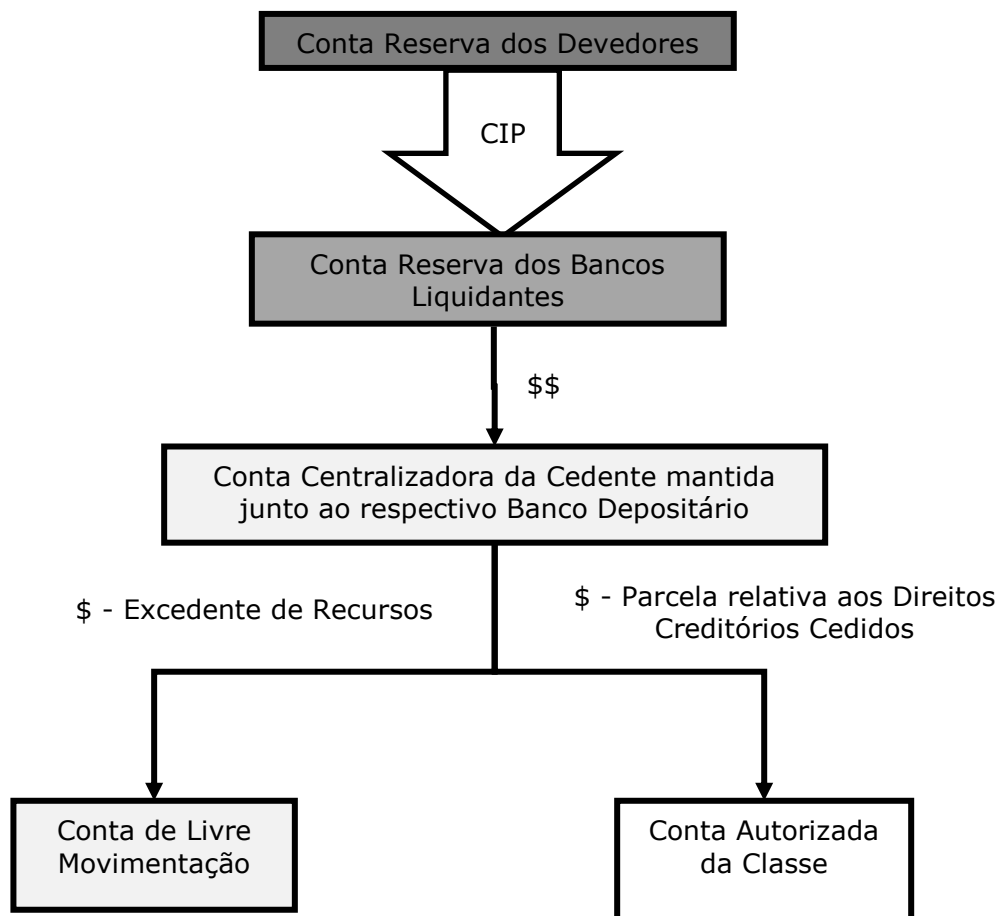 Conta Reserva dos Devedores
CIP
Conta Reserva dos Bancos
Liquidantes
$$
Conta Centralizadora da Cedente mantida
junto ao respectivo Banco Depositário
$ - Excedente de Recursos
$ - Parcela relativa aos Direitos
Creditórios Cedidos
Conta de Livre
Movimentação
Conta Autorizada
da Classe